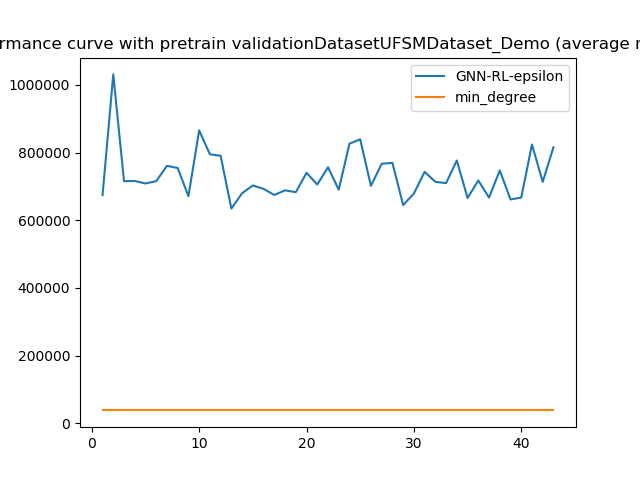 rmance curve with pretrain validationDatasetUFSMDataset_Demo (average
GNN-RL-epsilon
min_degree
1000000
800000
600000
400000
200000
0
0 10 20 30 40